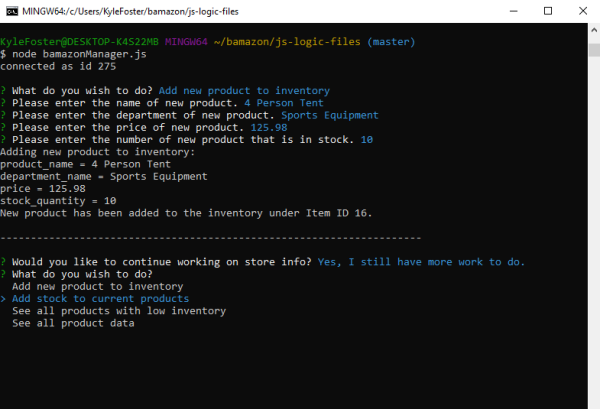 MINGW64:/c/Users/KyleFoster/bamazon/js-logic-files
KyleFoster@DESKTOP-K4S22MB MINGW64 ~/bamazon/js-logic-files (master)
$ node bamazonManager.js
connected as id 275
? What do you wish to do? Add new product to inventory
? Please enter the name of new product. 4 Person Tent
? Please enter the department of new product. Sports Equipment
? Please enter the price of new product. 125.98
? Please enter the number of new product that is in stock. 10
Adding new product to inventory:
product_name = 4 Person Tent
department_name = Sports Equipment
price = 125.98
stock_quantity = 10
New product has been added to the inventory under Item ID 16.
---------------------------------------------------------------------
? Would you like to continue working on store info? Yes, I still have more work to do.
? What do you wish to do?
Add new product to inventory
> Add stock to current products
See all products with low inventory
See all product data